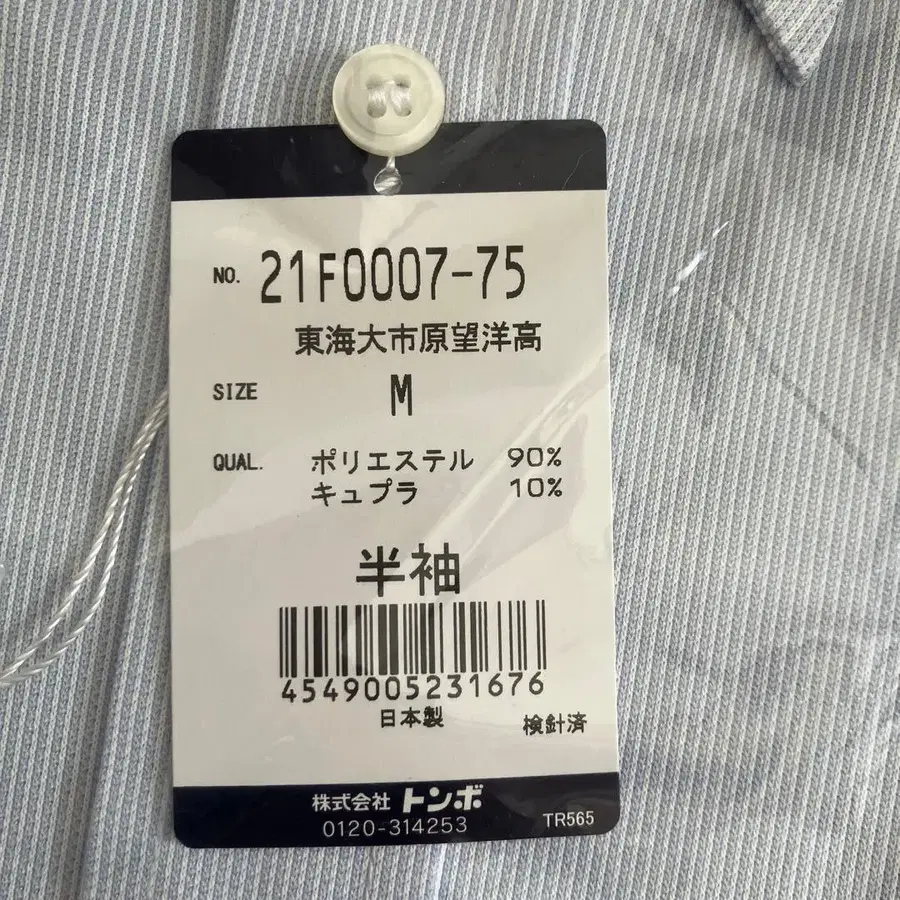 NO. 21F0007-75
東海大市原望洋高
SIZE M
QUAL. ポリエステル 90%
キュプラ 10%
半袖
4549005231676
日本製 検針済
株式会社 トンボ
0120-314253 TR565